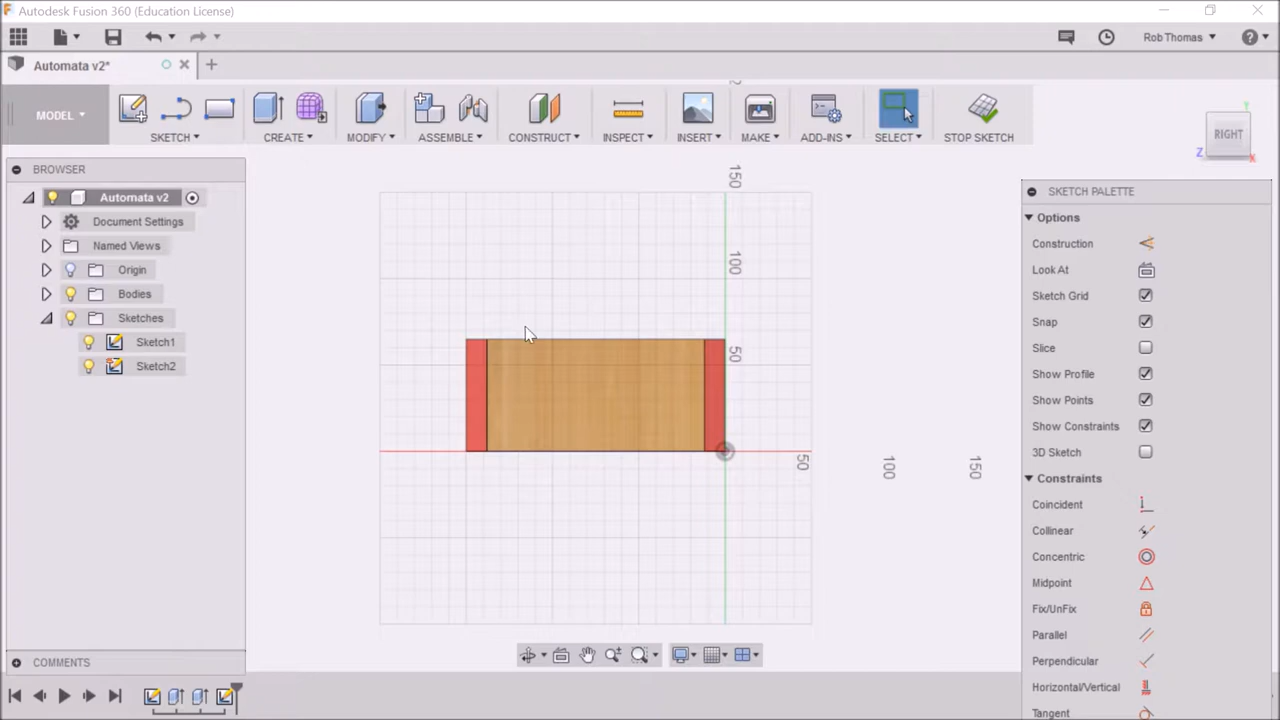 Autodesk Fusion 360 (Education License)
Rob Thomas
Automata v2*
MODEL
SKETCH
CREATE
MODIFY
ASSEMBLE
CONSTRUCT
INSPECT
INSERT
MAKE
ADD-INS
SELECT
STOP SKETCH
RIGHT
Y
Z
X
BROWSER
Automata v2
Document Settings
Named Views
Origin
Bodies
Sketches
Sketch1
Sketch2
150
100
50
50
100
150
SKETCH PALETTE
Options
Construction
Look At
Sketch Grid
Snap
Slice
Show Profile
Show Points
Show Constraints
3D Sketch
Constraints
Coincident
Collinear
Concentric
Midpoint
Fix/UnFix
Parallel
Perpendicular
Horizontal/Vertical
Tangent
COMMENTS